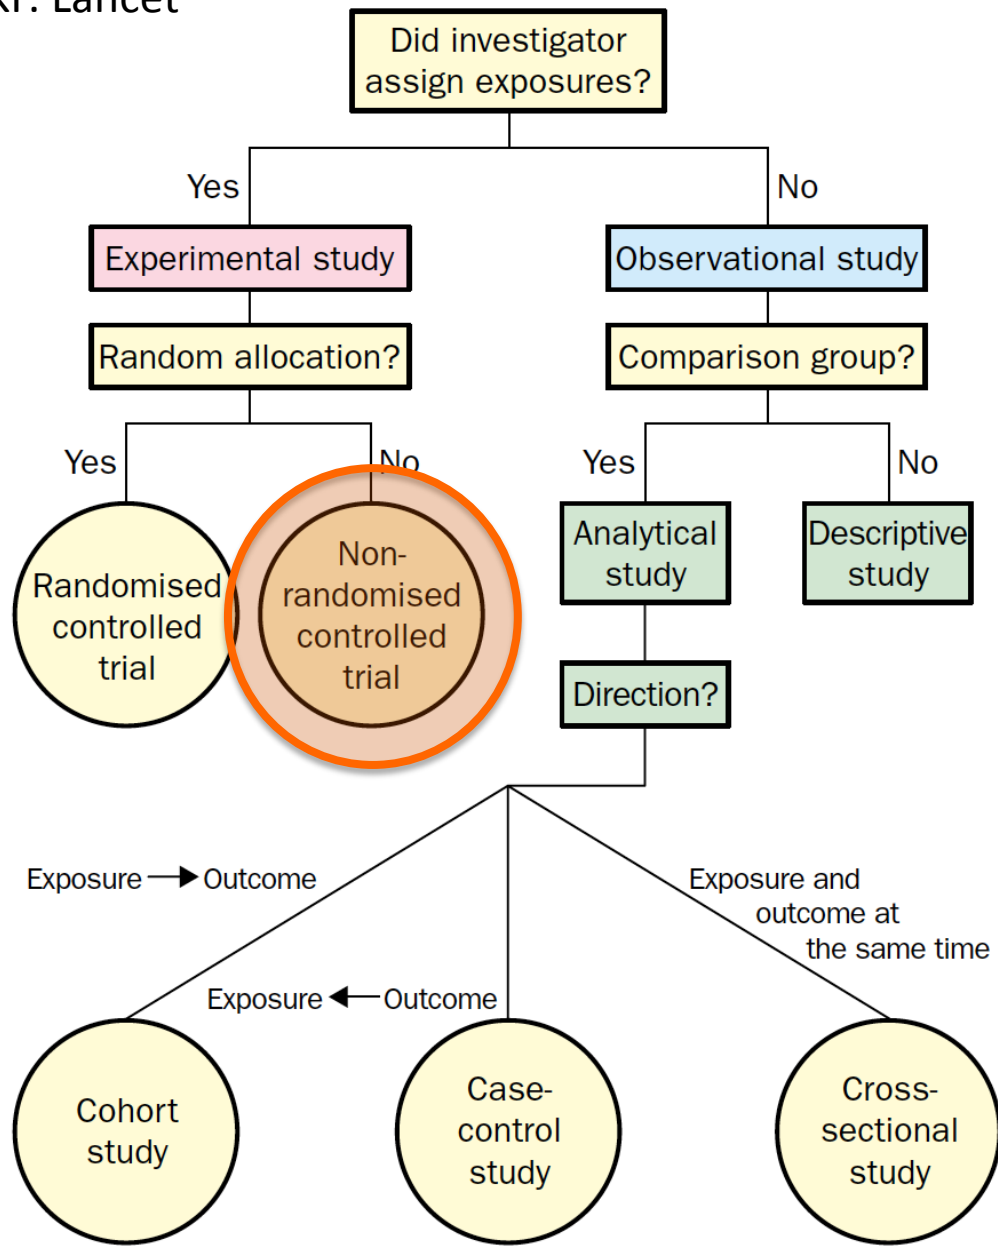 Lancet
Did investigator
assign exposures?
Yes
No
Experimental study
Observational study
Random allocation?
Comparison group?
Yes
No
Yes
No
Randomised
controlled
trial
Non-
randomised
controlled
trial
Analytical
study
Descriptive
study
Direction?
Exposure → Outcome
Exposure and
outcome at
the same time
Exposure ← Outcome
Cohort
study
Case-
control
study
Cross-
sectional
study